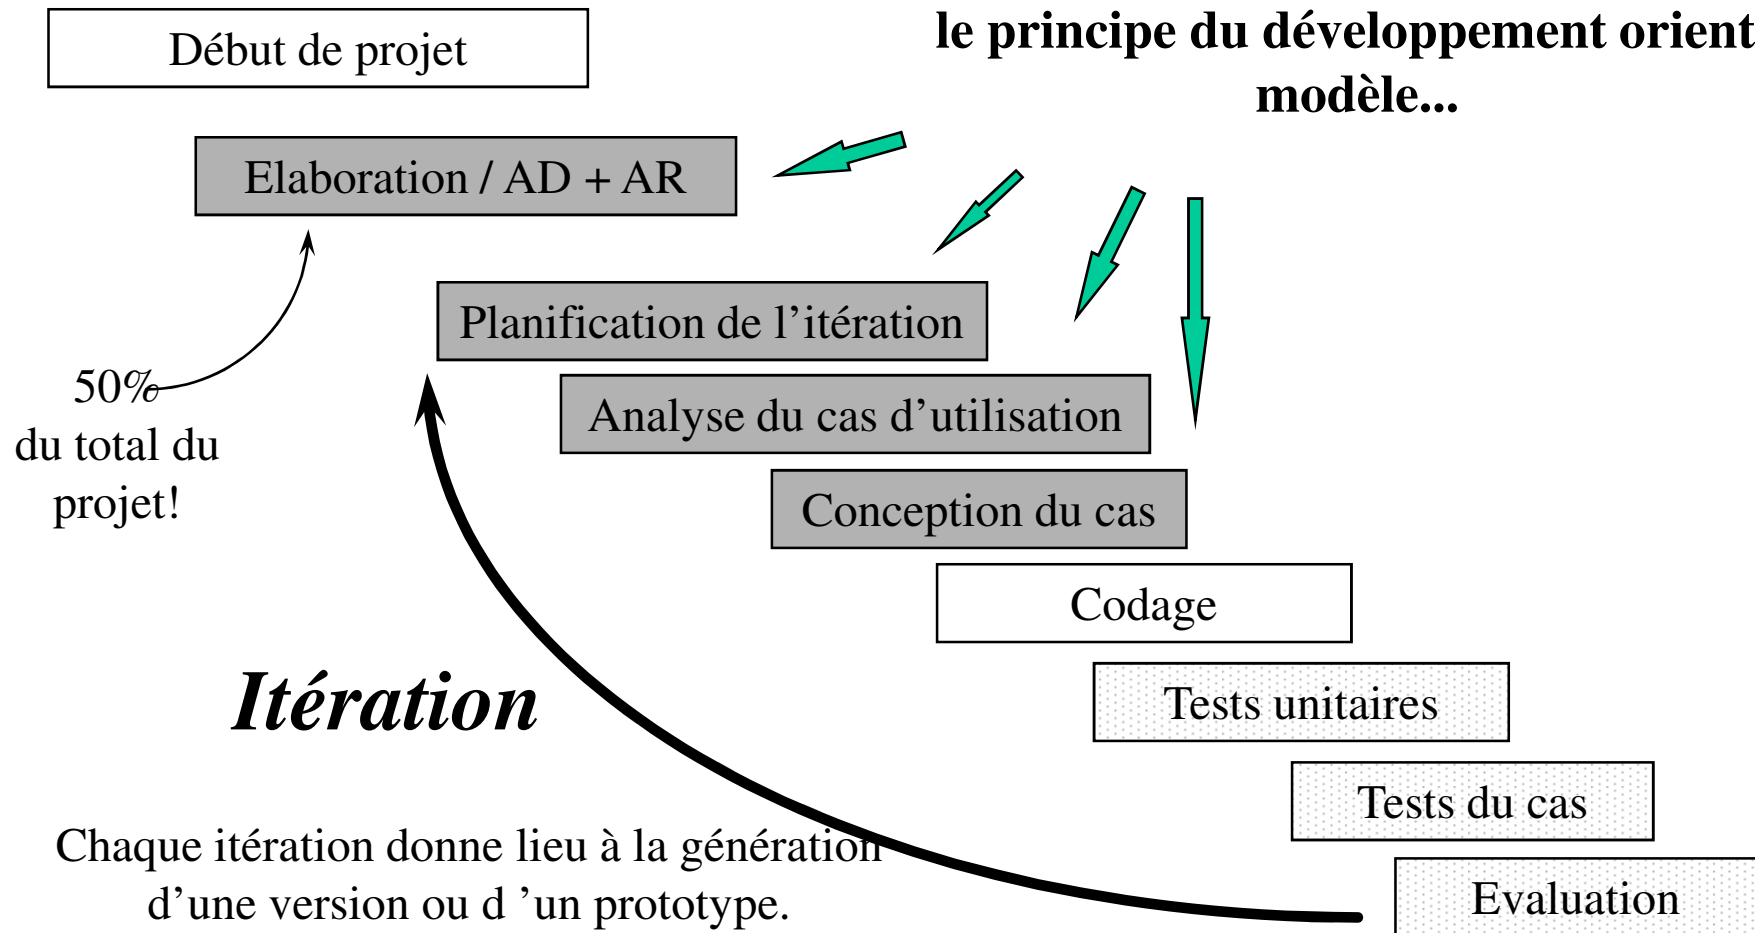 Début de projet
le principe du développement orient
modèle...
Elaboration / AD + AR
Planification de l’itération
50%
du total du
projet!
Analyse du cas d’utilisation
Conception du cas
Codage
Itération
Tests unitaires
Tests du cas
Chaque itération donne lieu à la génération
d’une version ou d ’un prototype.
Evaluation